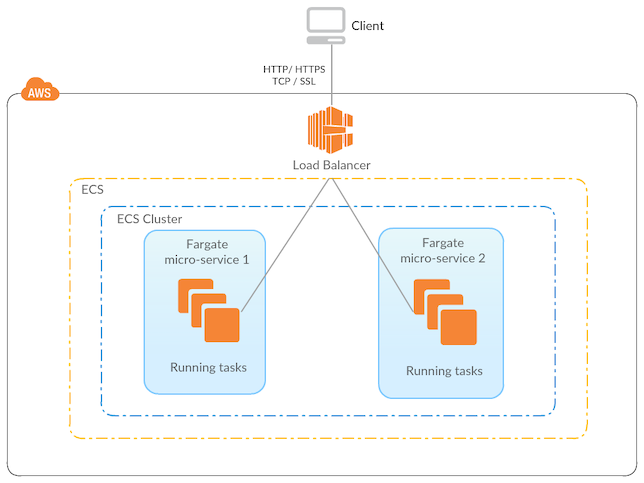 Client
HTTP/ HTTPS
TCP / SSL
AWS
Load Balancer
ECS
ECS Cluster
Fargate
micro-service 1
Running tasks
Fargate
micro-service 2
Running tasks